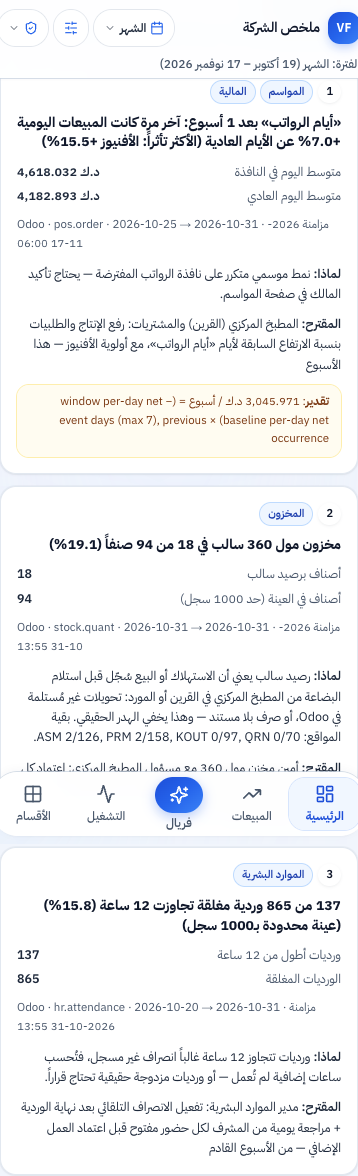 VF
ملخص الشركة
الشهر
لفترة: الشهر (19 أكتوبر – 17 نوفمبر 2026)
1
المواسم
المالية
«أيام الرواتب» بعد 1 أسبوع: آخر مرة كانت المبيعات اليومية
+7.0% عن الأيام العادية (الأكثر تأثراً: الأفنيوز +15.5%)
متوسط اليوم في النافذة
د.ك 4,618.032
متوسط اليوم العادي
د.ك 4,182.893
Odoo · pos.order · 2026-10-25 → 2026-10-31 · مزامنة 2026-
11-17 06:00
لماذا: نمط موسمي متكرر على نافذة الرواتب المفترضة — يحتاج تأكيد
المالك في صفحة المواسم.
المقترح: المطبخ المركزي (القرين) والمشتريات: رفع الإنتاج والطلبيات
بنسبة الارتفاع السابقة لأيام «أيام الرواتب»، مع أولوية الأفنيوز — هذا
الأسبوع
تقدير: 3,045.971 د.ك / أسبوع = (window per-day net −
baseline per-day net) × event days (max 7), previous
occurrence
2
المخزون
مخزون مول 360 سالب في 18 من 94 صنفاً (19.1%)
أصناف برصيد سالب
18
أصناف في العينة (حد 1000 سجل)
94
Odoo · stock.quant · 2026-10-31 → 2026-10-31 · مزامنة 2026-
10-31 13:55
لماذا: رصيد سالب يعني أن الاستهلاك أو البيع سُجّل قبل استلام
البضاعة من المطبخ المركزي في القرين أو المورد: تحويلات غير مُستلمة
في Odoo، أو صرف بلا مستند — وهذا يخفي الهدر الحقيقي. بقية
المواقع: ASM 2/126, PRM 2/158, KOUT 0/97, QRN 0/70.
المقترح: أمين مخزن مول 360 مع مسؤول المطبخ المركزي: اعتماد كل
الرئيسية
المبيعات
فريال
التشغيل
الأقسام
3
الموارد البشرية
137 من 865 وردية مغلقة تجاوزت 12 ساعة (15.8%)
(عينة محدودة بـ1000 سجل)
ورديات أطول من 12 ساعة
137
الورديات المغلقة
865
Odoo · hr.attendance · 2026-10-20 → 2026-10-31 · مزامنة
2026-10-31 13:55
لماذا: ورديات تتجاوز 12 ساعة غالباً انصراف غير مسجل، فتُحسب
ساعات إضافية لم تُعمل — أو ورديات مزدوجة حقيقية تحتاج قراراً.
المقترح: مدير الموارد البشرية: تفعيل الانصراف التلقائي بعد نهاية الوردية
+ مراجعة يومية من المشرف لكل حضور مفتوح قبل اعتماد العمل
الإضافي — من الأسبوع القادم